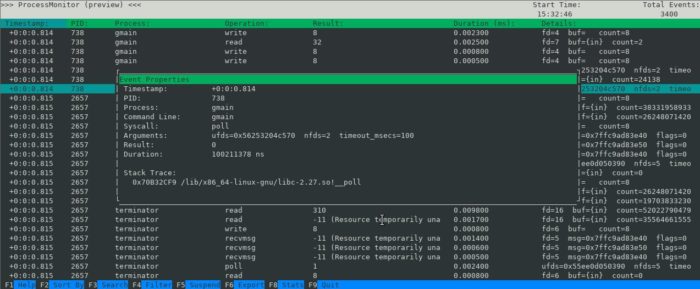 >>> ProcessMonitor (preview) <<< Start Time: Total Events:
15:32:46 3400
Timestamp: PID: Process: Operation: Result: Duration (ms): Details:
+0:0:0.814 738 gmain write 8 0.002300 fd=4 buf= count=8
+0:0:0.814 738 gmain read 32 0.002500 fd=7 buf={in} count=2
+0:0:0.814 738 gmain write 8 0.000800 fd=4 buf= count=8
+0:0:0.814 738 gmain write 8 0.000500 fd=4 buf= count=8
+0:0:0.814 738 253204c570 nfds=2 timeo
+0:0:0.814 738 Event Properties ={in} count=24138
+0:0:0.814 738 Timestamp: +0:0:0.814 253204c570 nfds=2 timeo
+0:0:0.815 2657 PID: 738 = count=8
+0:0:0.815 2657 Process: gmain f={in} count=38331958933
+0:0:0.815 2657 Command Line: gmain f={in} count=26248071420
+0:0:0.815 2657 Syscall: poll = count=8
+0:0:0.815 2657 Arguments: ufds=0x56253204c570 nfds=2 timeout_msecs=100 g=0x7ffc9ad83e40 flags=0
+0:0:0.815 2657 Result: 0 g=0x7ffc9ad83e40 flags=0
+0:0:0.815 2657 Duration: 100211378 ns ee0d050390 nfds=5 timeo
+0:0:0.815 2657 ={in} count=0
+0:0:0.815 2657 Stack Trace: = count=8
+0:0:0.815 2657 0x70B32CF9 /lib/x86_64-linux-gnu/libc-2.27.so!__poll = count=8
+0:0:0.815 2657 f={in} count=26248071420
+0:0:0.815 2657 f={in} count=19703833230
+0:0:0.815 2657 terminator read 310 0.009800 fd=16 buf={in} count=52022790479
+0:0:0.815 2657 terminator read -11 (Resource temporarily una 0.001700 fd=16 buf={in} count=35564661555
+0:0:0.815 2657 terminator write 8 0.000800 fd=6 buf= count=8
+0:0:0.815 2657 terminator recvmsg -11 (Resource temporarily una 0.001400 fd=5 msg=0x7ffc9ad83e40 flags=0
+0:0:0.815 2657 terminator recvmsg -11 (Resource temporarily una 0.000600 fd=5 msg=0x7ffc9ad83e40 flags=0
+0:0:0.815 2657 terminator recvmsg -11 (Resource temporarily una 0.000500 fd=5 msg=0x7ffc9ad83e40 flags=0
+0:0:0.815 2657 terminator poll 1 0.002400 ufds=0x55ee0d050390 nfds=5 timeo
+0:0:0.815 2657 terminator read 8 0.000800 fd=6 buf={in} count=0
F1 Help F2 Sort By F3 Search F4 Filter F5 Suspend F6 Export F8 Stats F9 Quit